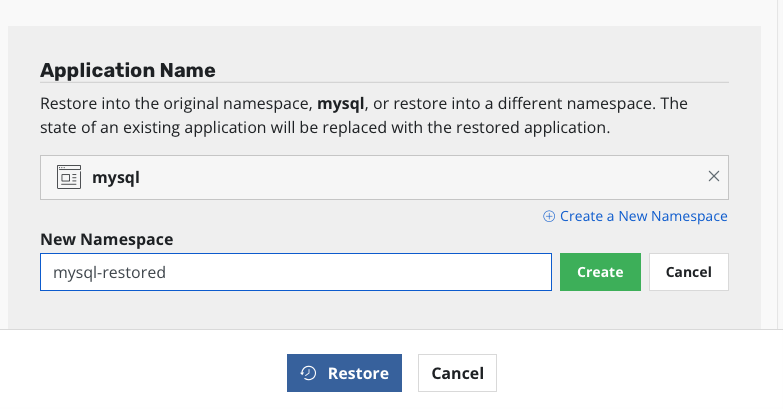 Application Name
Restore into the original namespace, mysql, or restore into a different namespace. The
state of an existing application will be replaced with the restored application.
mysql
Create a New Namespace
New Namespace
mysql-restored
Create
Cancel
Restore
Cancel